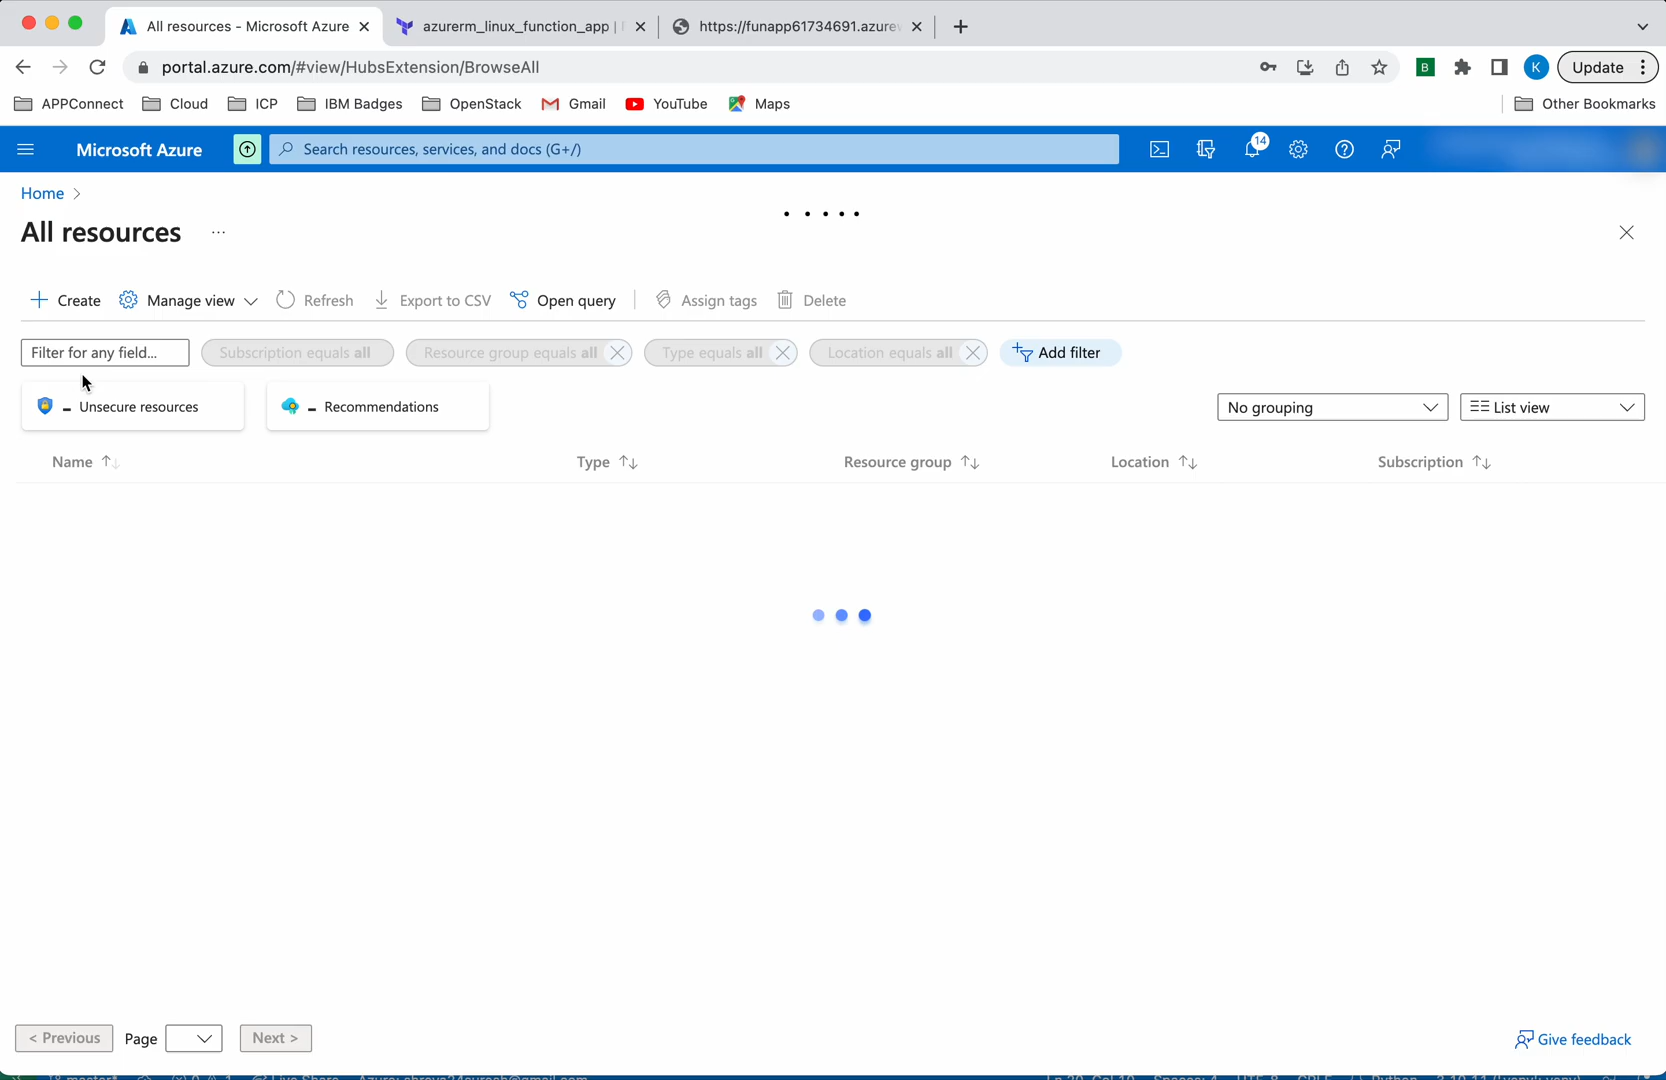 All resources - Microsoft Azure
azurerm_linux_function_app |
https://funapp61734691.azurew
portal.azure.com/#view/HubsExtension/BrowseAll
B
K
Update
APPConnect
Cloud
ICP
IBM Badges
OpenStack
Gmail
YouTube
Maps
Other Bookmarks
Microsoft Azure
Search resources, services, and docs (G+/)
14
Home >
All resources
...
Create
Manage view
Refresh
Export to CSV
Open query
Assign tags
Delete
Filter for any field...
Subscription equals all
Resource group equals all
Type equals all
Location equals all
Add filter
- Unsecure resources
- Recommendations
No grouping
List view
Name
Type
Resource group
Location
Subscription
< Previous
Page
Next >
Give feedback